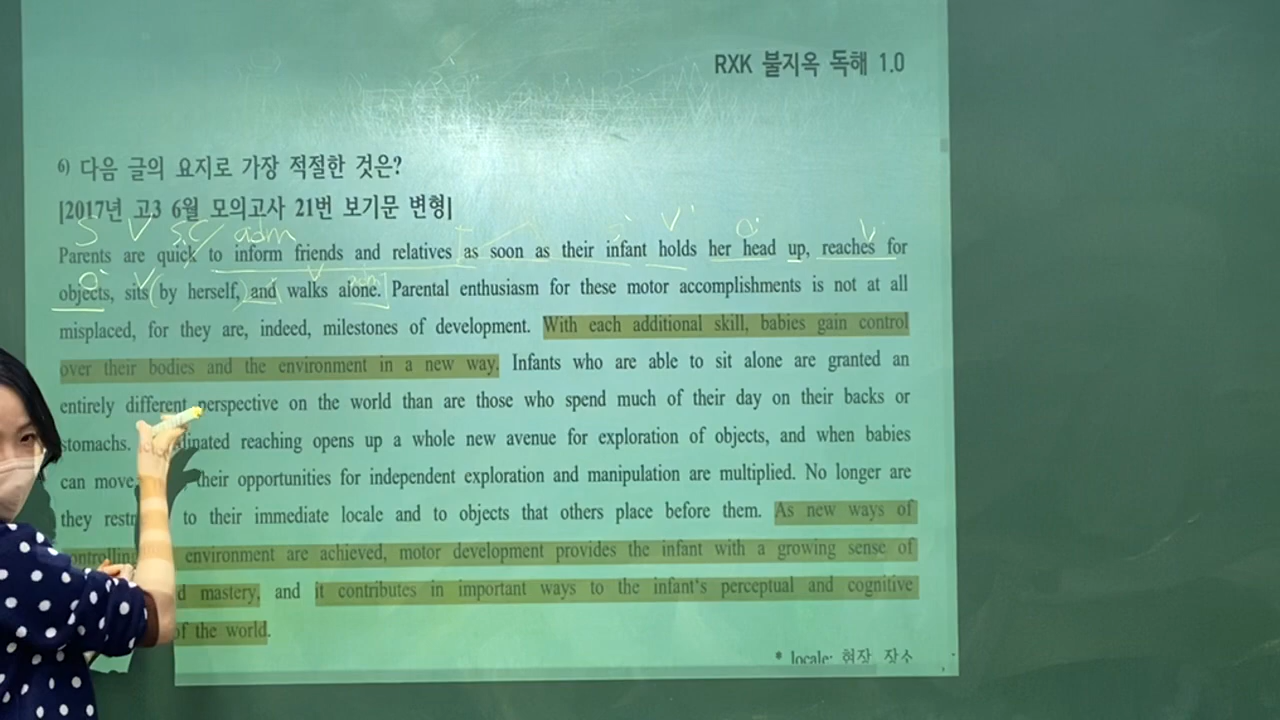 RXK 불지옥 독해 1.0
6) 다음 글의 요지로 가장 적절한 것은?
[2017년 고3 6월 모의고사 21번 보기문 변형]
S V SC adm V' O' V'
Parents are quick to inform friends and relatives as soon as their infant holds her head up, reaches for
O' V V
objects, sits by herself, and walks alone. Parental enthusiasm for these motor accomplishments is not at all
misplaced, for they are, indeed, milestones of development. With each additional skill, babies gain control
over their bodies and the environment in a new way. Infants who are able to sit alone are granted an
entirely different perspective on the world than are those who spend much of their day on their backs or
stomachs. reaching opens up a whole new avenue for exploration of objects, and when babies
can move, their opportunities for independent exploration and manipulation are multiplied. No longer are
they to their immediate locale and to objects that others place before them. As new ways of
environment are achieved, motor development provides the infant with a growing sense of
mastery, and it contributes in important ways to the infant's perceptual and cognitive
of the world.
* locale: 현장, 장소